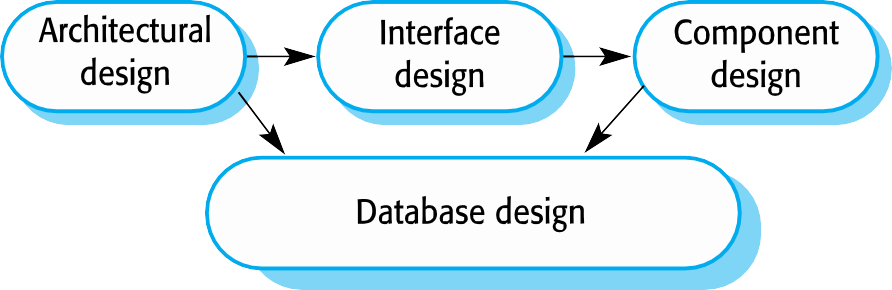 Architectural
design
Interface
design
Component
design
Database design